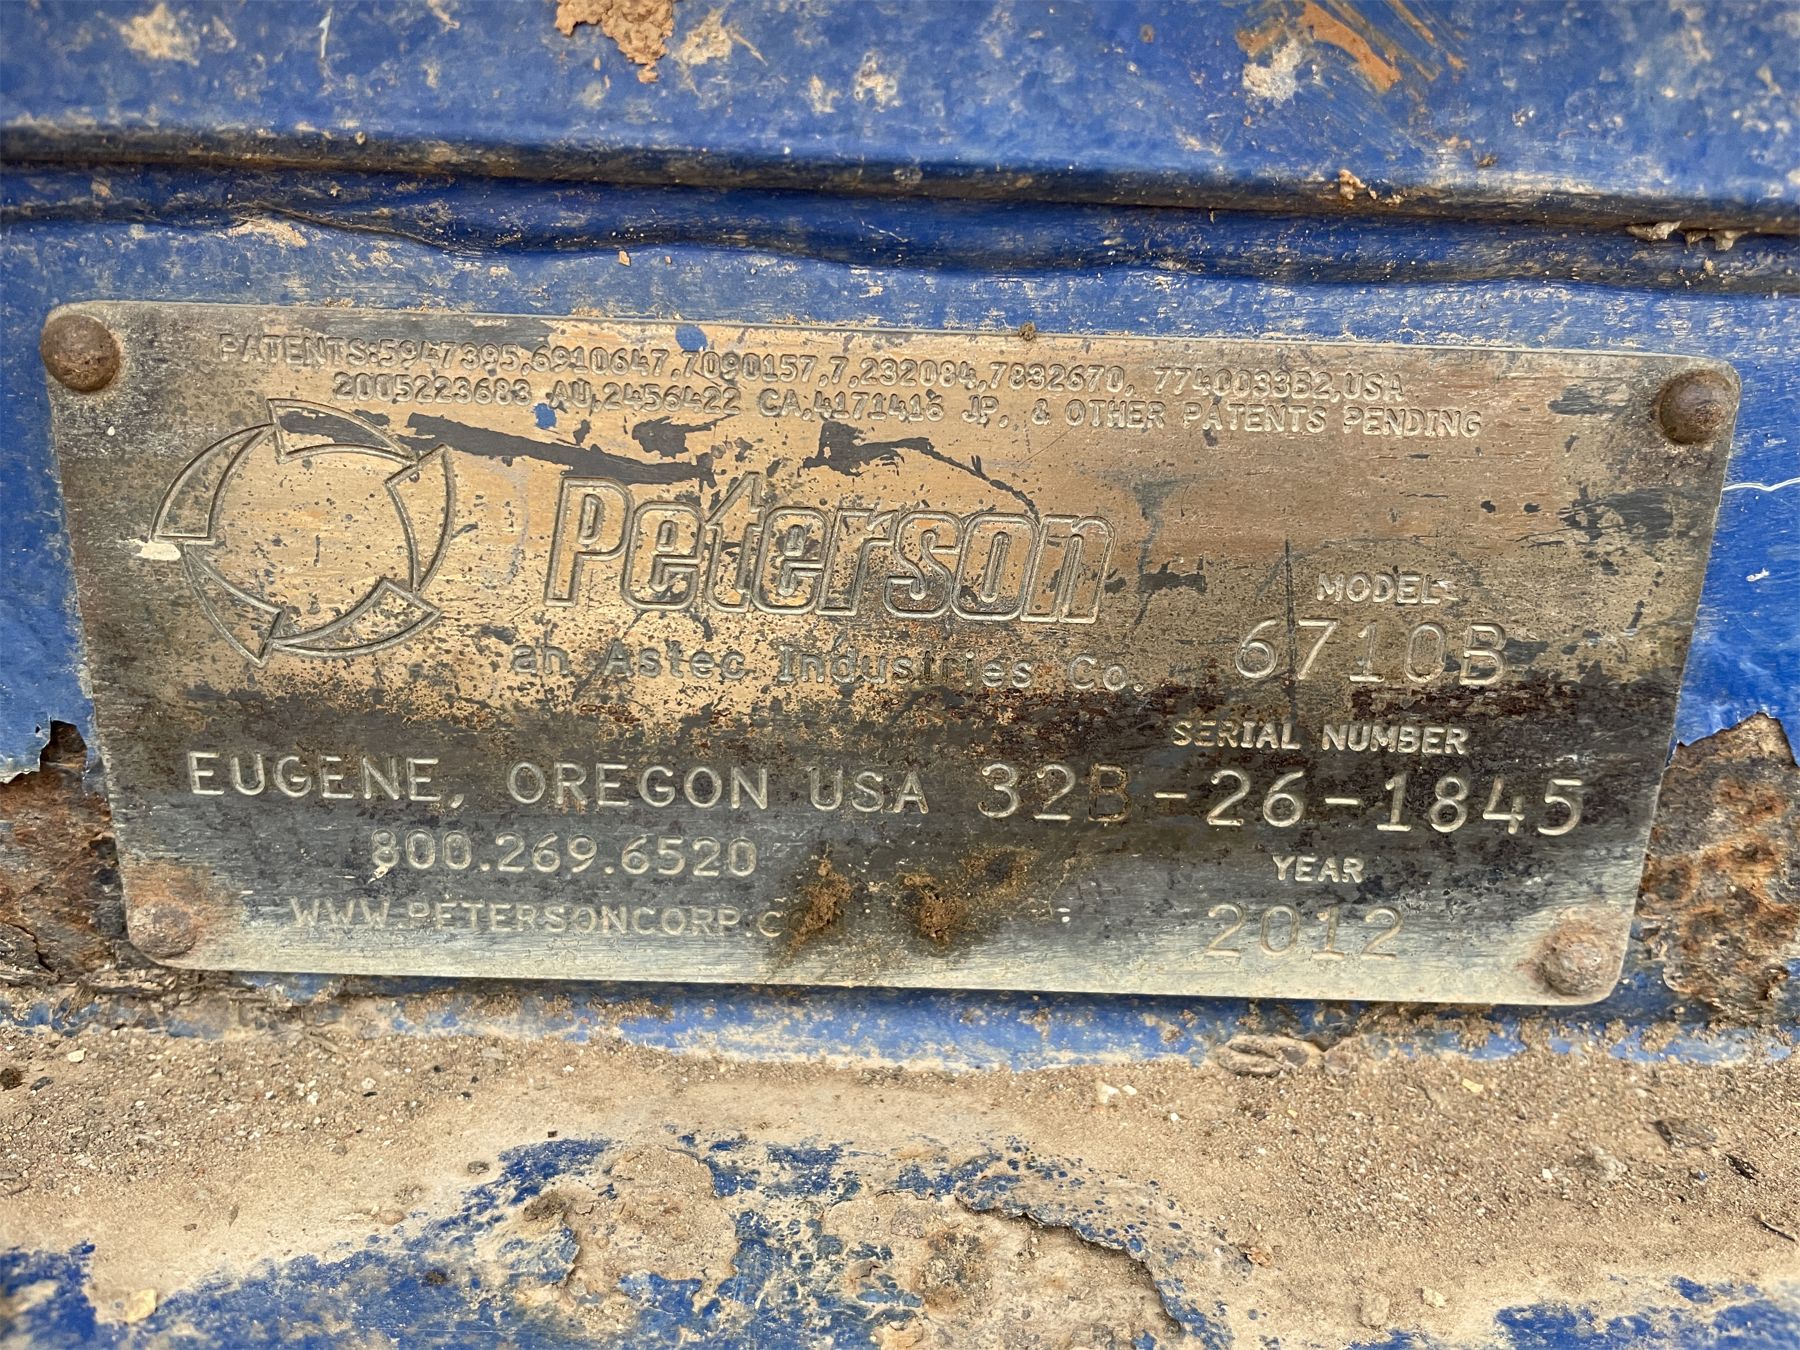 PATENTS:5947395,6910647,7090157,7,232084,7832670, 7740033B2,USA
2005223683 AU,2456422 CA,4171416 JP, & OTHER PATENTS PENDING
Peterson
an Astec Industries Co.
MODEL
6710B
SERIAL NUMBER
EUGENE, OREGON USA 32B-26-1845
800.269.6520
YEAR
WWW.PETERSONCORP.C
2012